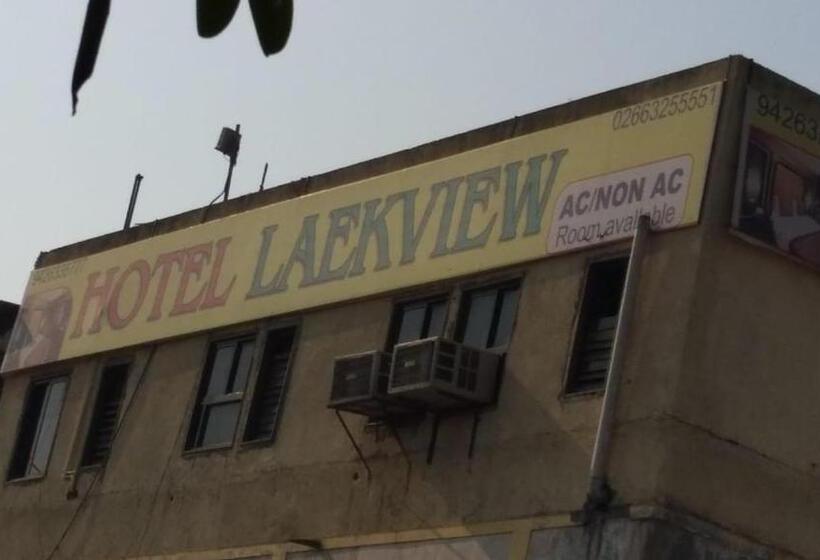 02663255551
HOTEL LAEKVIEW
AC/NON AC
Room available